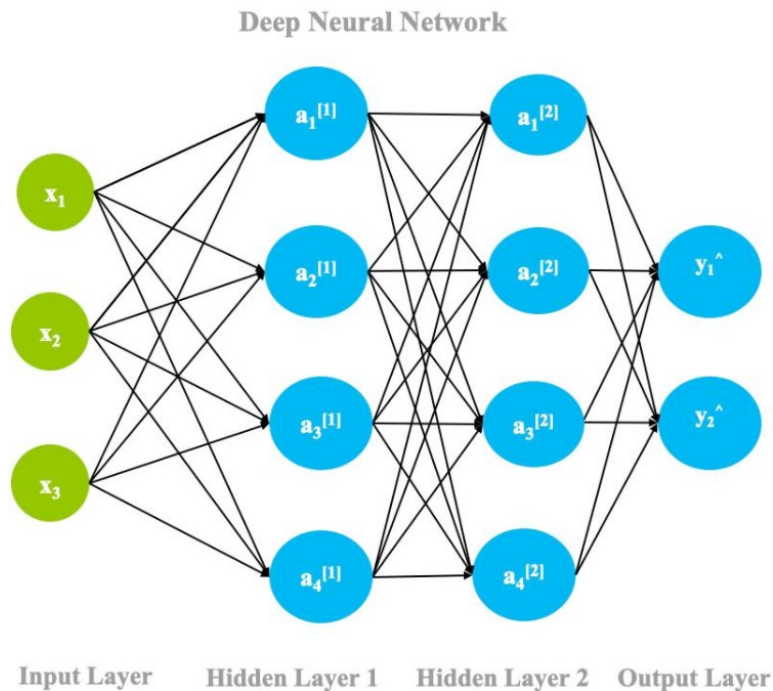 Deep Neural Network
a₁[1] a₁[2]
x₁
a₂[1] a₂[2] y₁^
x₂
a₃[1] a₃[2] y₂^
x₃
a₄[1] a₄[2]
Input Layer Hidden Layer 1 Hidden Layer 2 Output Layer